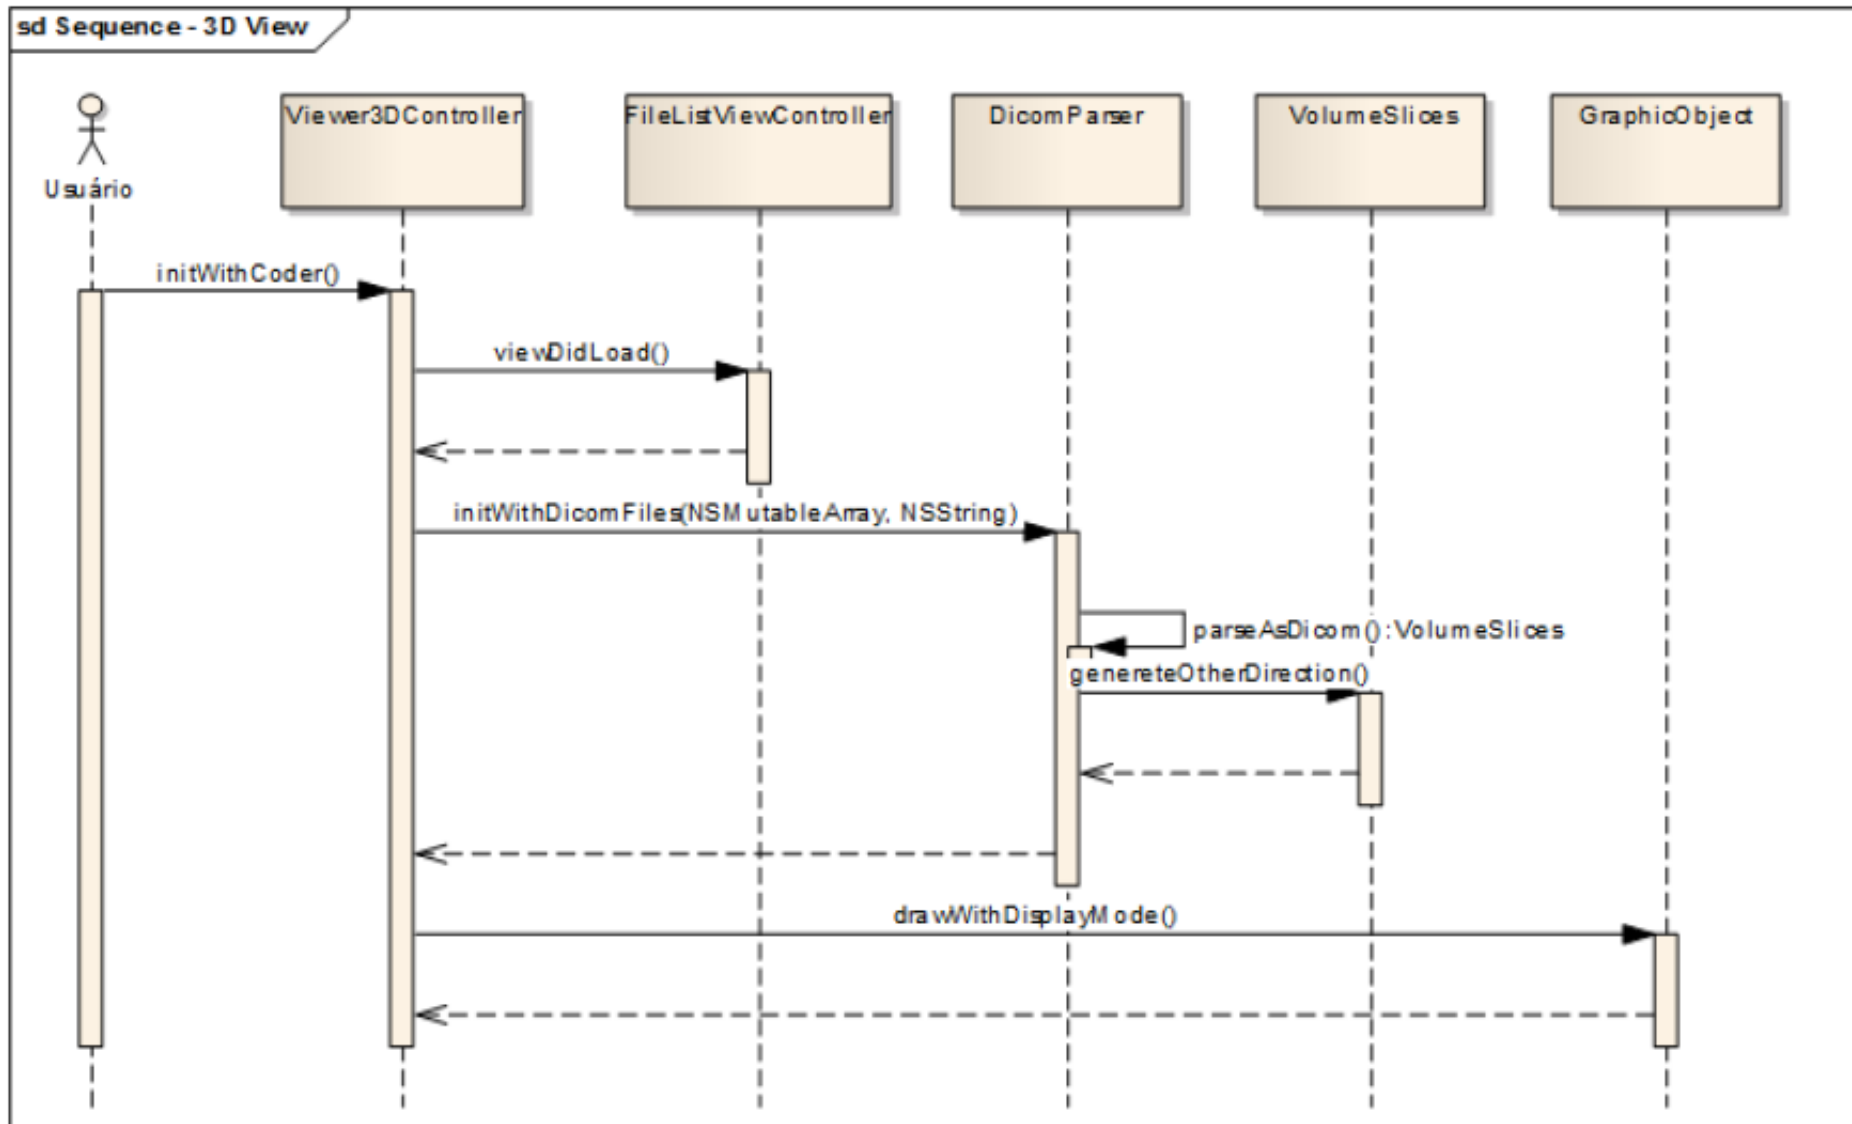 sd Sequence - 3D View
Usuário
Viewer3DController
FileListViewController
DicomParser
VolumeSlices
GraphicObject
initWithCoder()
viewDidLoad()
initWithDicomFiles(NSMutableArray, NSString)
parseAsDicom() :VolumeSlices
genereteOtherDirection()
drawWithDisplayMode()